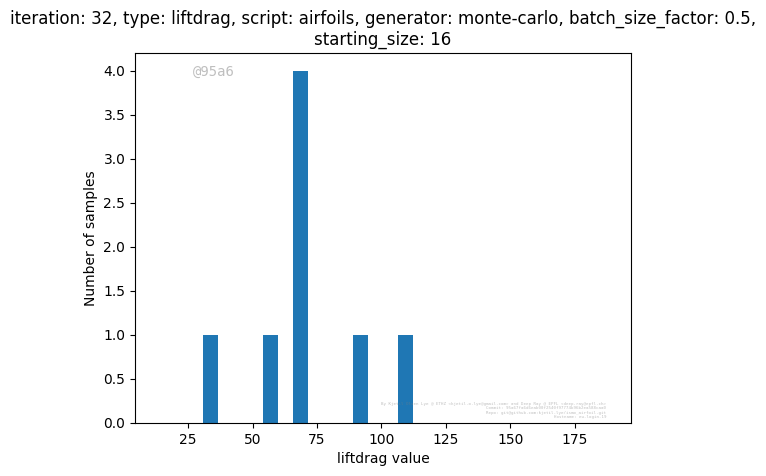 iteration: 32, type: liftdrag, script: airfoils, generator: monte-carlo, batch_size_factor: 0.5,
starting_size: 16
@95a6
4.0
3.5
3.0
2.5
2.0
1.5
1.0
0.5
0.0
Number of samples
25 50 75 100 125 150 175
liftdrag value